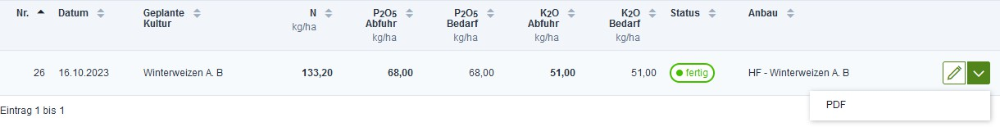 Nr. Datum Geplante Kultur N kg/ha P2O5 Abfuhr kg/ha P2O5 Bedarf kg/ha K2O Abfuhr kg/ha K2O Bedarf kg/ha Status Anbau
26 16.10.2023 Winterweizen A. B 133,20 68,00 68,00 51,00 51,00 fertig HF - Winterweizen A. B
PDF
Eintrag 1 bis 1